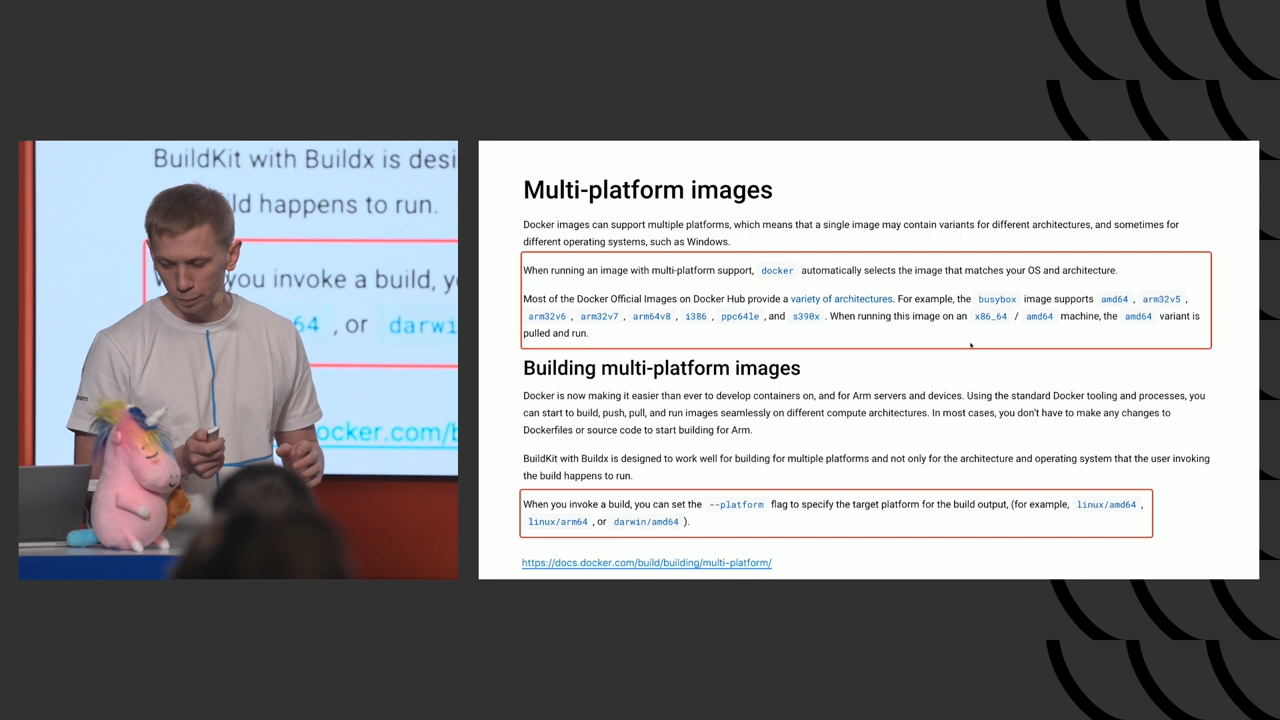 BuildKit with Buildx is desi
ld happens to run.
you invoke a build, y
64 , or darwi
ocker.com/b
eam
Multi-platform images
Docker images can support multiple platforms, which means that a single image may contain variants for different architectures, and sometimes for
different operating systems, such as Windows.
When running an image with multi-platform support, docker automatically selects the image that matches your OS and architecture.
Most of the Docker Official Images on Docker Hub provide a variety of architectures. For example, the busybox image supports amd64 , arm32v5 ,
arm32v6 , arm32v7 , arm64v8 , i386 , ppc64le , and s390x . When running this image on an x86_64 / amd64 machine, the amd64 variant is
pulled and run.
Building multi-platform images
Docker is now making it easier than ever to develop containers on, and for Arm servers and devices. Using the standard Docker tooling and processes, you
can start to build, push, pull, and run images seamlessly on different compute architectures. In most cases, you don't have to make any changes to
Dockerfiles or source code to start building for Arm.
BuildKit with Buildx is designed to work well for building for multiple platforms and not only for the architecture and operating system that the user invoking
the build happens to run.
When you invoke a build, you can set the --platform flag to specify the target platform for the build output, (for example, linux/amd64 ,
linux/arm64 , or darwin/amd64 ).
https://docs.docker.com/build/building/multi-platform/